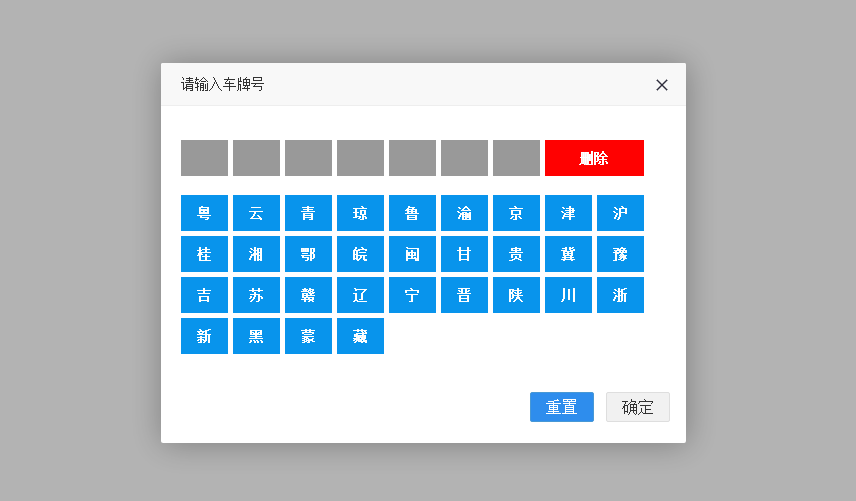 请输入车牌号
删除
粤 云 青 琼 鲁 渝 京 津 沪
桂 湘 鄂 皖 闽 甘 贵 冀 豫
吉 苏 赣 辽 宁 晋 陕 川 浙
新 黑 蒙 藏
重置 确定